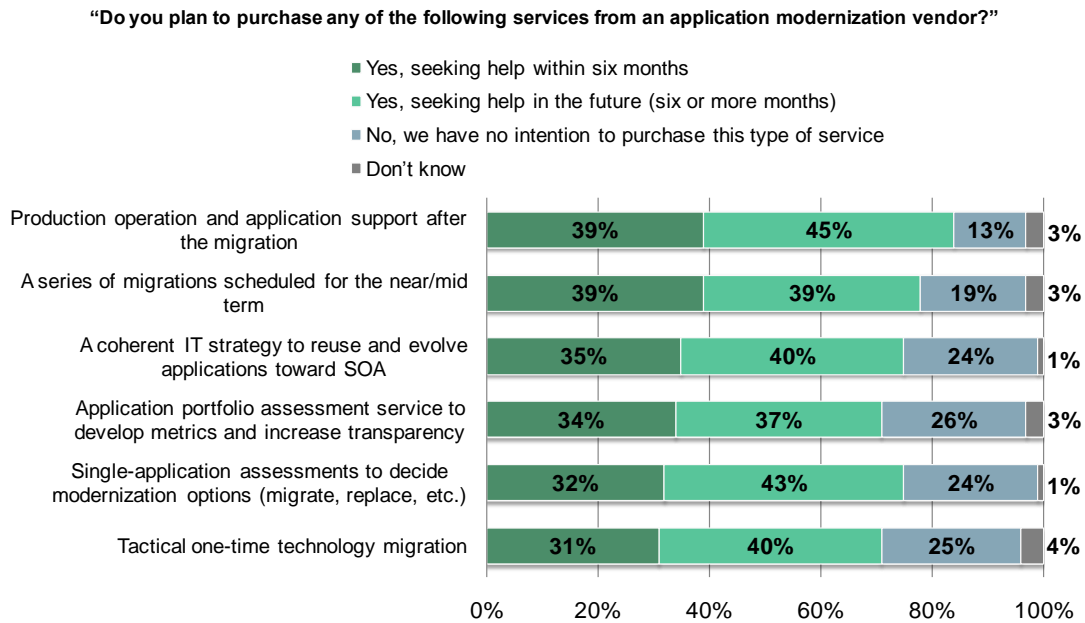 “Do you plan to purchase any of the following services from an application modernization vendor?”
Yes, seeking help within six months
Yes, seeking help in the future (six or more months)
No, we have no intention to purchase this type of service
Don’t know
Production operation and application support after
the migration
39% 45% 13% 3%
A series of migrations scheduled for the near/mid
term
39% 39% 19% 3%
A coherent IT strategy to reuse and evolve
applications toward SOA
35% 40% 24% 1%
Application portfolio assessment service to
develop metrics and increase transparency
34% 37% 26% 3%
Single-application assessments to decide
modernization options (migrate, replace, etc.)
32% 43% 24% 1%
Tactical one-time technology migration
31% 40% 25% 4%
0% 20% 40% 60% 80% 100%